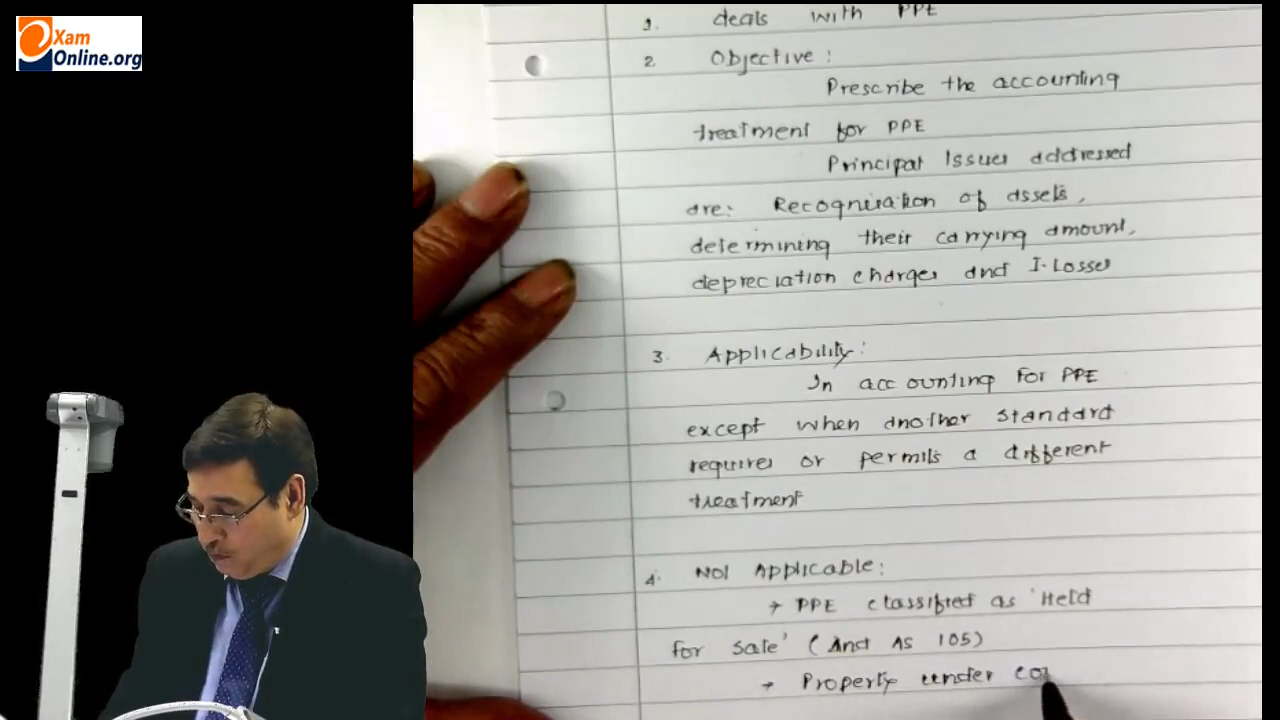 Xam
Online.org
1. deals with PPE
2 Objective :
Prescribe the accounting
treatment for PPE
Principal Issues addressed
are: Recognisation of assets,
determining their carrying amount,
depreciation charges and I. Losses
3. Applicability :
In accounting for PPE
except when another standard
requires or permits a different
treatment
4. Not Applicable :
→ PPE classified as 'Held
for Sale' (Ind AS 105)
→ Property under co